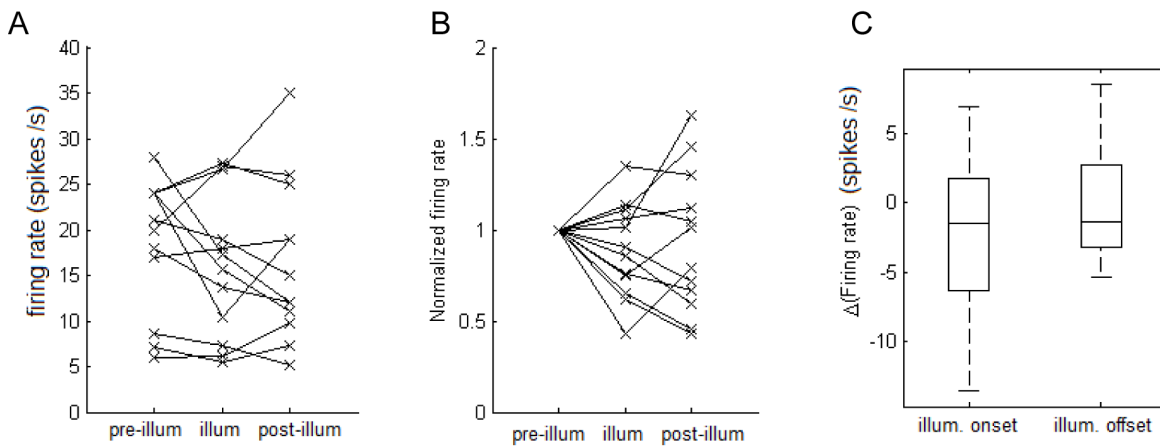 A
firing rate (spikes /s)
40
35
30
25
20
15
10
5
0
pre-illum illum post-illum
B
Normalized firing rate
2
1.5
1
0.5
0
pre-illum illum post-illum
C
Δ(Firing rate) (spikes/s)
5
0
-5
-10
illum. onset illum. offset